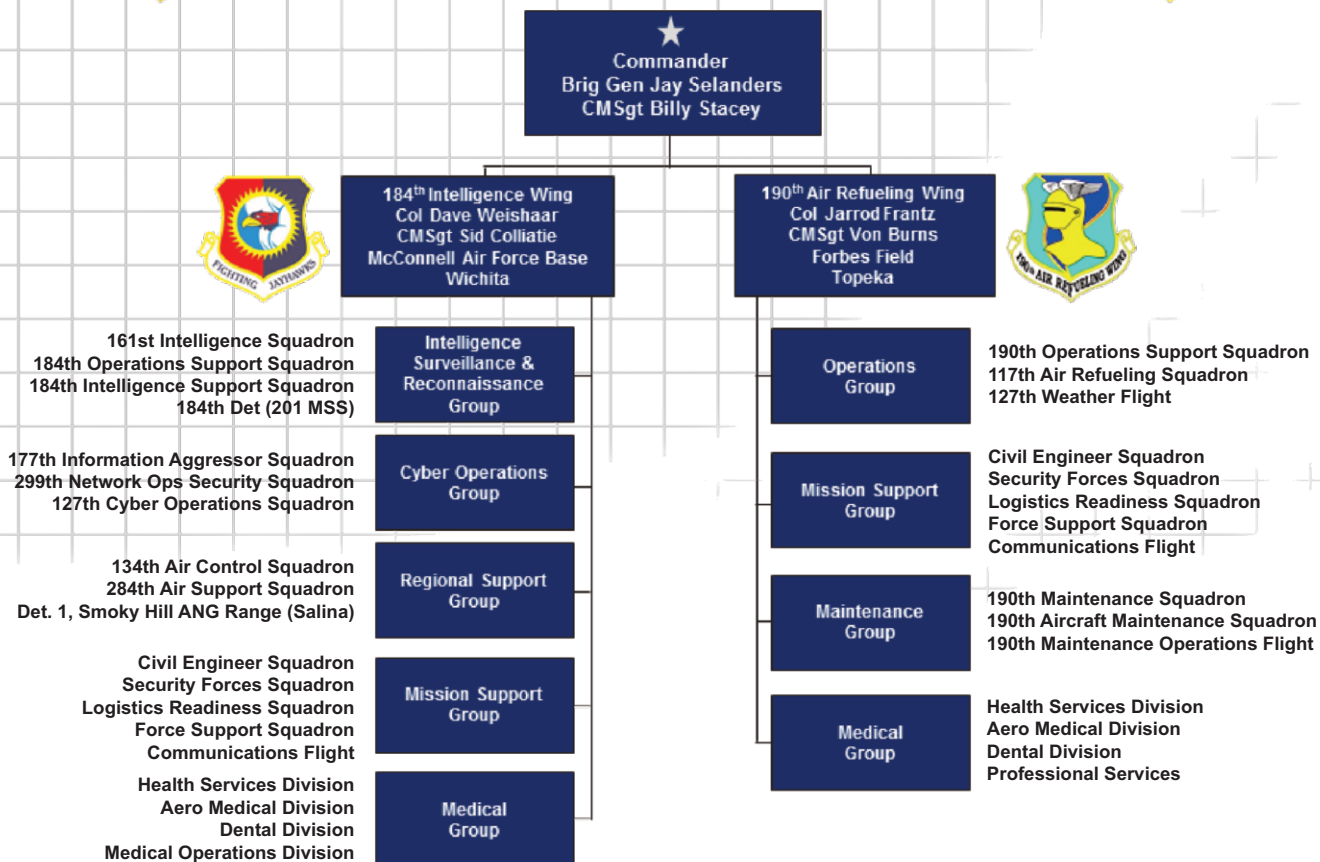 Commander
Brig Gen Jay Selanders
CMSgt Billy Stacey
FIGHTING JAYHAWKS
184th Intelligence Wing
Col Dave Weishaar
CMSgt Sid Colliatie
McConnell Air Force Base
Wichita
190th Air Refueling Wing
Col Jarrod Frantz
CMSgt Von Burns
Forbes Field
Topeka
190th AIR REFUELING WING
161st Intelligence Squadron
184th Operations Support Squadron
184th Intelligence Support Squadron
184th Det (201 MSS)
Intelligence
Surveillance &
Reconnaissance
Group
177th Information Aggressor Squadron
299th Network Ops Security Squadron
127th Cyber Operations Squadron
Cyber Operations
Group
134th Air Control Squadron
284th Air Support Squadron
Det. 1, Smoky Hill ANG Range (Salina)
Regional Support
Group
Civil Engineer Squadron
Security Forces Squadron
Logistics Readiness Squadron
Force Support Squadron
Communications Flight
Mission Support
Group
Health Services Division
Aero Medical Division
Dental Division
Medical Operations Division
Medical
Group
Operations
Group
190th Operations Support Squadron
117th Air Refueling Squadron
127th Weather Flight
Mission Support
Group
Civil Engineer Squadron
Security Forces Squadron
Logistics Readiness Squadron
Force Support Squadron
Communications Flight
Maintenance
Group
190th Maintenance Squadron
190th Aircraft Maintenance Squadron
190th Maintenance Operations Flight
Medical
Group
Health Services Division
Aero Medical Division
Dental Division
Professional Services